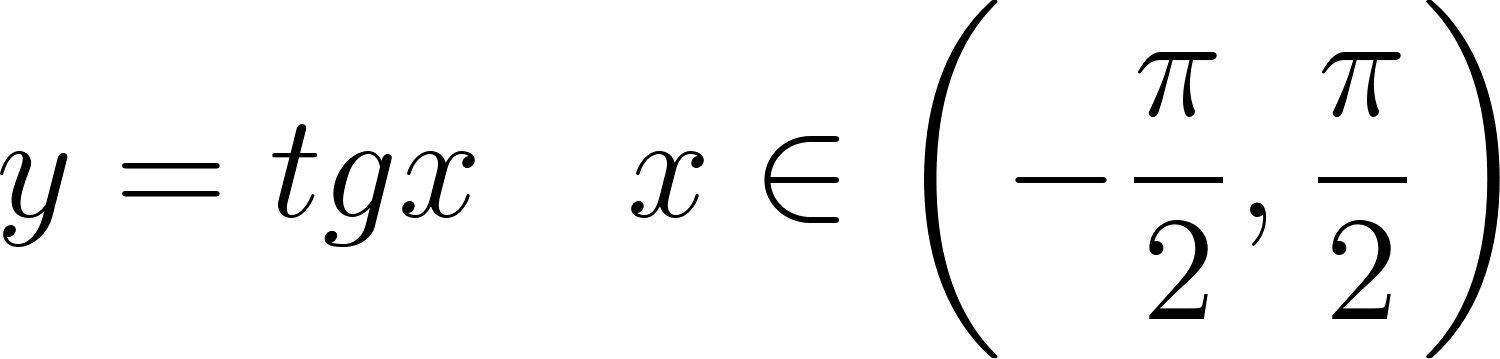 y = tgx x ∈ (−π/2, π/2)